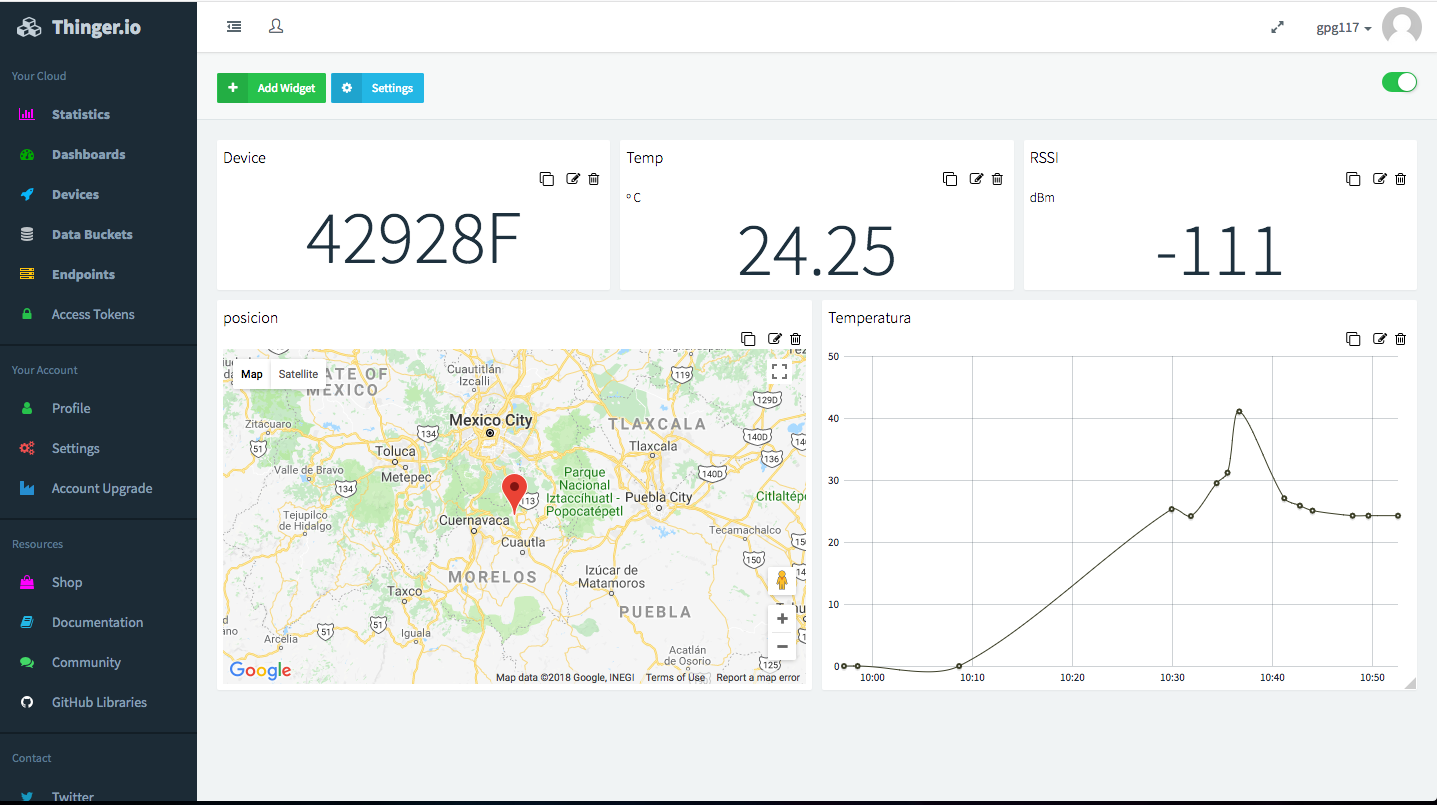 Thinger.io
gpg117
Your Cloud
Statistics
Dashboards
Devices
Data Buckets
Endpoints
Access Tokens
Your Account
Profile
Settings
Account Upgrade
Resources
Shop
Documentation
Community
GitHub Libraries
Contact
Twitter
Add Widget
Settings
Device
42928F
Temp
º C
24.25
RSSI
dBm
-111
posicion
Map
Satellite
ATE OF
MEXICO
Cuautitlán
Izcalli
119
129D
Zitácuaro
Mexico City
134
TLAXCALA
Tlaxcala
140D
136
51
Toluca
Metepec
Valle de Bravo
134
Parque
Nacional
Iztaccíhuatl -
Popocatépetl
140D
113
Puebla City
Citlaltépe
Tejupilco
de Hidalgo
Cuernavaca
Cuautla
Tecamachalco
150
MORELOS
Izúcar de
Matamoros
Taxco
PUEBLA
51
51
Iguala
Arcelia
Acatlán
de Osorio
125
Google
Map data ©2018 Google, INEGI
Terms of Use
Report a map error
Temperatura
50
40
30
20
10
0
10:00
10:10
10:20
10:30
10:40
10:50